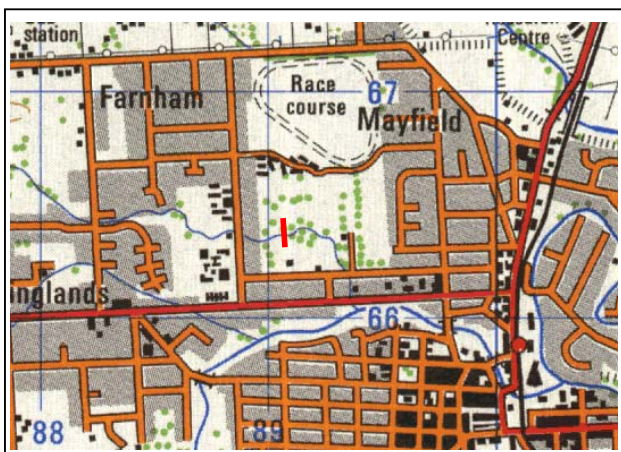 station
Centre
Race
course
67
Farnham
Mayfield
nglands
66
88
89